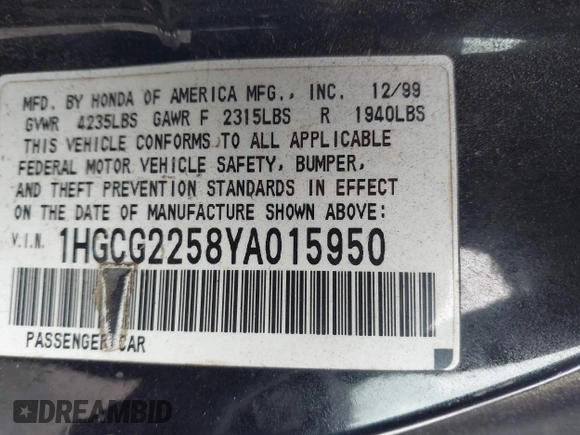 MFD. BY HONDA OF AMERICA MFG., INC. 12/99
GVWR 4235LBS GAWR F 2315LBS R 1940LBS
THIS VEHICLE CONFORMS TO ALL APPLICABLE
FEDERAL MOTOR VEHICLE SAFETY, BUMPER,
AND THEFT PREVENTION STANDARDS IN EFFECT
ON THE DATE OF MANUFACTURE SHOWN ABOVE:
V.I.N. 1HGCG2258YA015950
PASSENGER CAR
DREAMBID